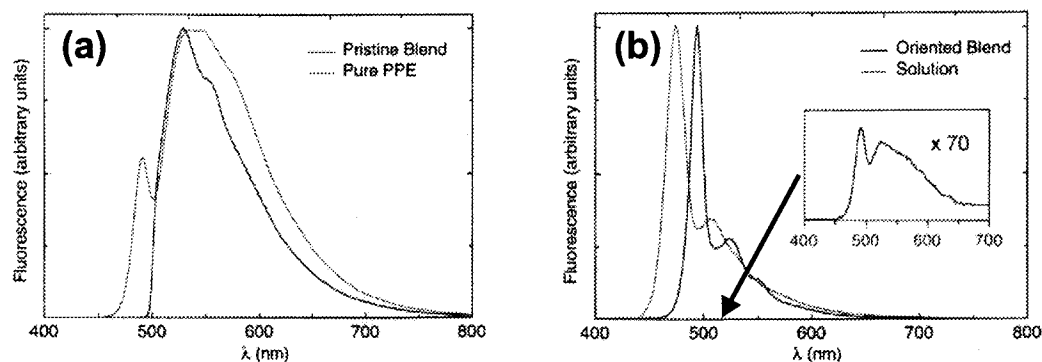 (a)
Pristine Blend
Pure PPE
Fluorescence (arbitrary units)
400 500 600 700 800
λ (nm)
(b)
Oriented Blend
Solution
Fluorescence (arbitrary units)
x 70
400 500 600 700
400 500 600 700 800
λ (nm)